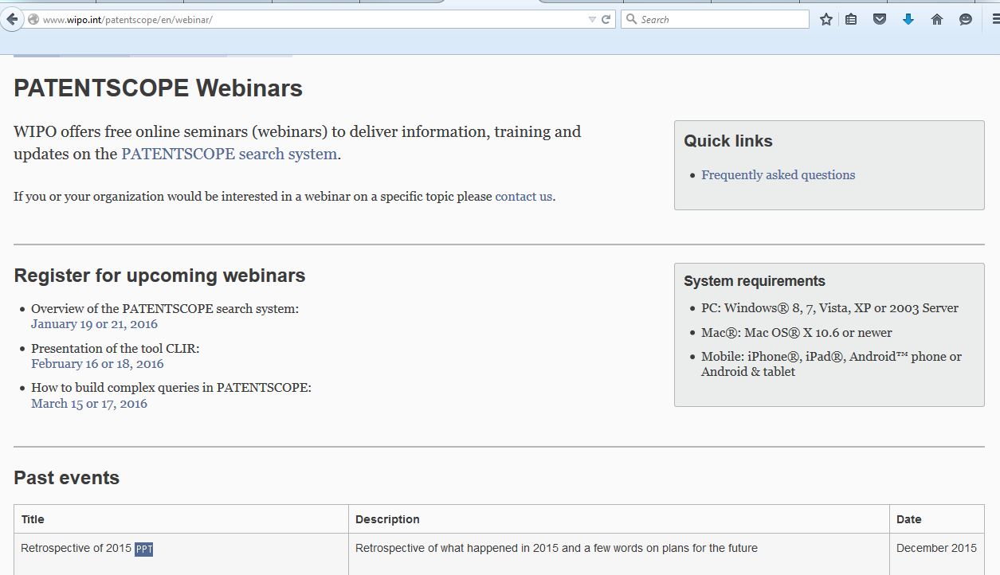 www.wipo.int/patentscope/en/webinar/
Search
PATENTSCOPE Webinars
WIPO offers free online seminars (webinars) to deliver information, training and
updates on the PATENTSCOPE search system.
If you or your organization would be interested in a webinar on a specific topic please contact us.
Quick links
Frequently asked questions
Register for upcoming webinars
Overview of the PATENTSCOPE search system:
January 19 or 21, 2016
Presentation of the tool CLIR:
February 16 or 18, 2016
How to build complex queries in PATENTSCOPE:
March 15 or 17, 2016
System requirements
PC: Windows® 8, 7, Vista, XP or 2003 Server
Mac®: Mac OS® X 10.6 or newer
Mobile: iPhone®, iPad®, Android™ phone or
Android & tablet
Past events
Title Description Date
Retrospective of 2015 PPT Retrospective of what happened in 2015 and a few words on plans for the future December 2015